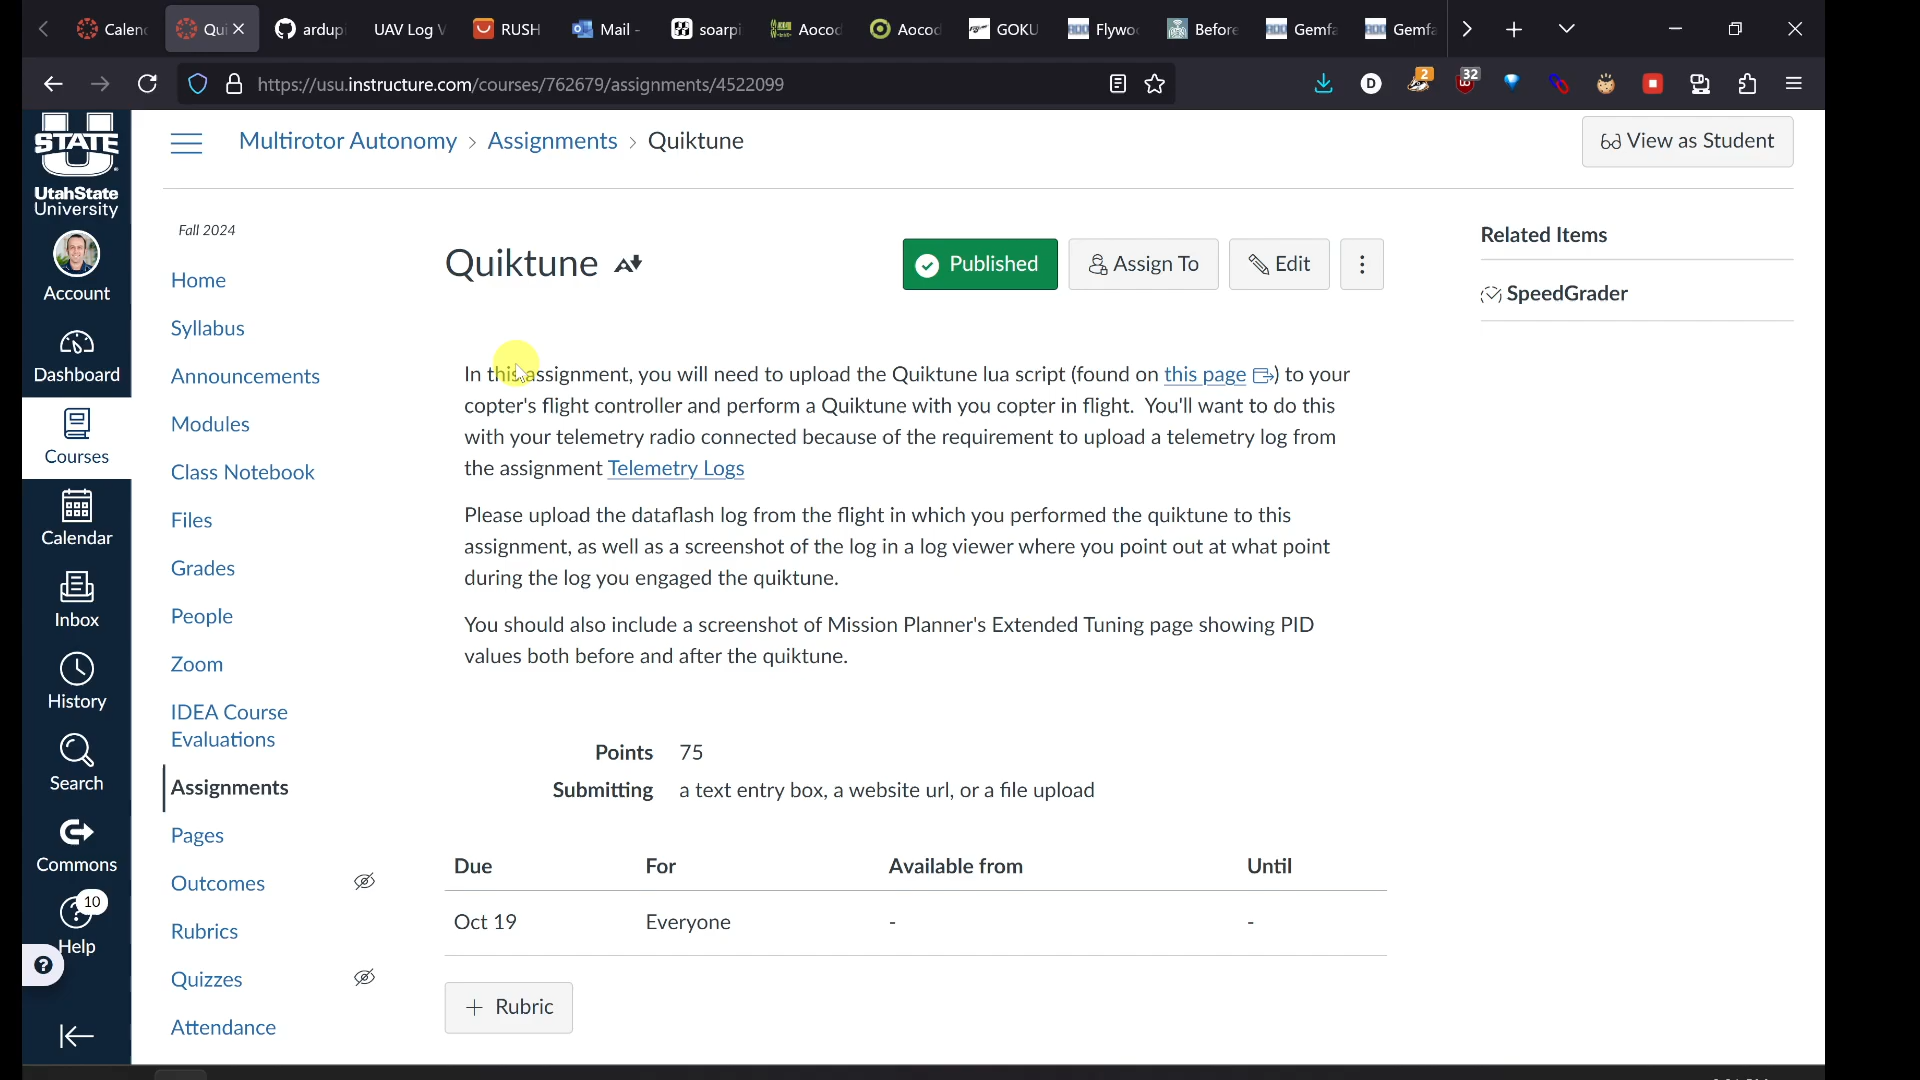 Calen
Qui
ardupi
UAV Log V
RUSH
Mail -
soarpi
Aocod
Aocod
GOKU
Flywo
Before
Gemfa
Gemfa
https://usu.instructure.com/courses/762679/assignments/4522099
D
2
32
STATE
UtahState
University
Account
Dashboard
Courses
Calendar
Inbox
History
Search
Commons
10
Help
Multirotor Autonomy > Assignments > Quiktune
View as Student
Fall 2024
Home
Syllabus
Announcements
Modules
Class Notebook
Files
Grades
People
Zoom
IDEA Course
Evaluations
Assignments
Pages
Outcomes
Rubrics
Quizzes
Attendance
Quiktune
Published
Assign To
Edit
In this assignment, you will need to upload the Quiktune lua script (found on this page) to your
copter's flight controller and perform a Quiktune with you copter in flight. You'll want to do this
with your telemetry radio connected because of the requirement to upload a telemetry log from
the assignment Telemetry Logs
Please upload the dataflash log from the flight in which you performed the quiktune to this
assignment, as well as a screenshot of the log in a log viewer where you point out at what point
during the log you engaged the quiktune.
You should also include a screenshot of Mission Planner's Extended Tuning page showing PID
values both before and after the quiktune.
Points 75
Submitting a text entry box, a website url, or a file upload
Due For Available from Until
Oct 19 Everyone - -
+ Rubric
Related Items
SpeedGrader